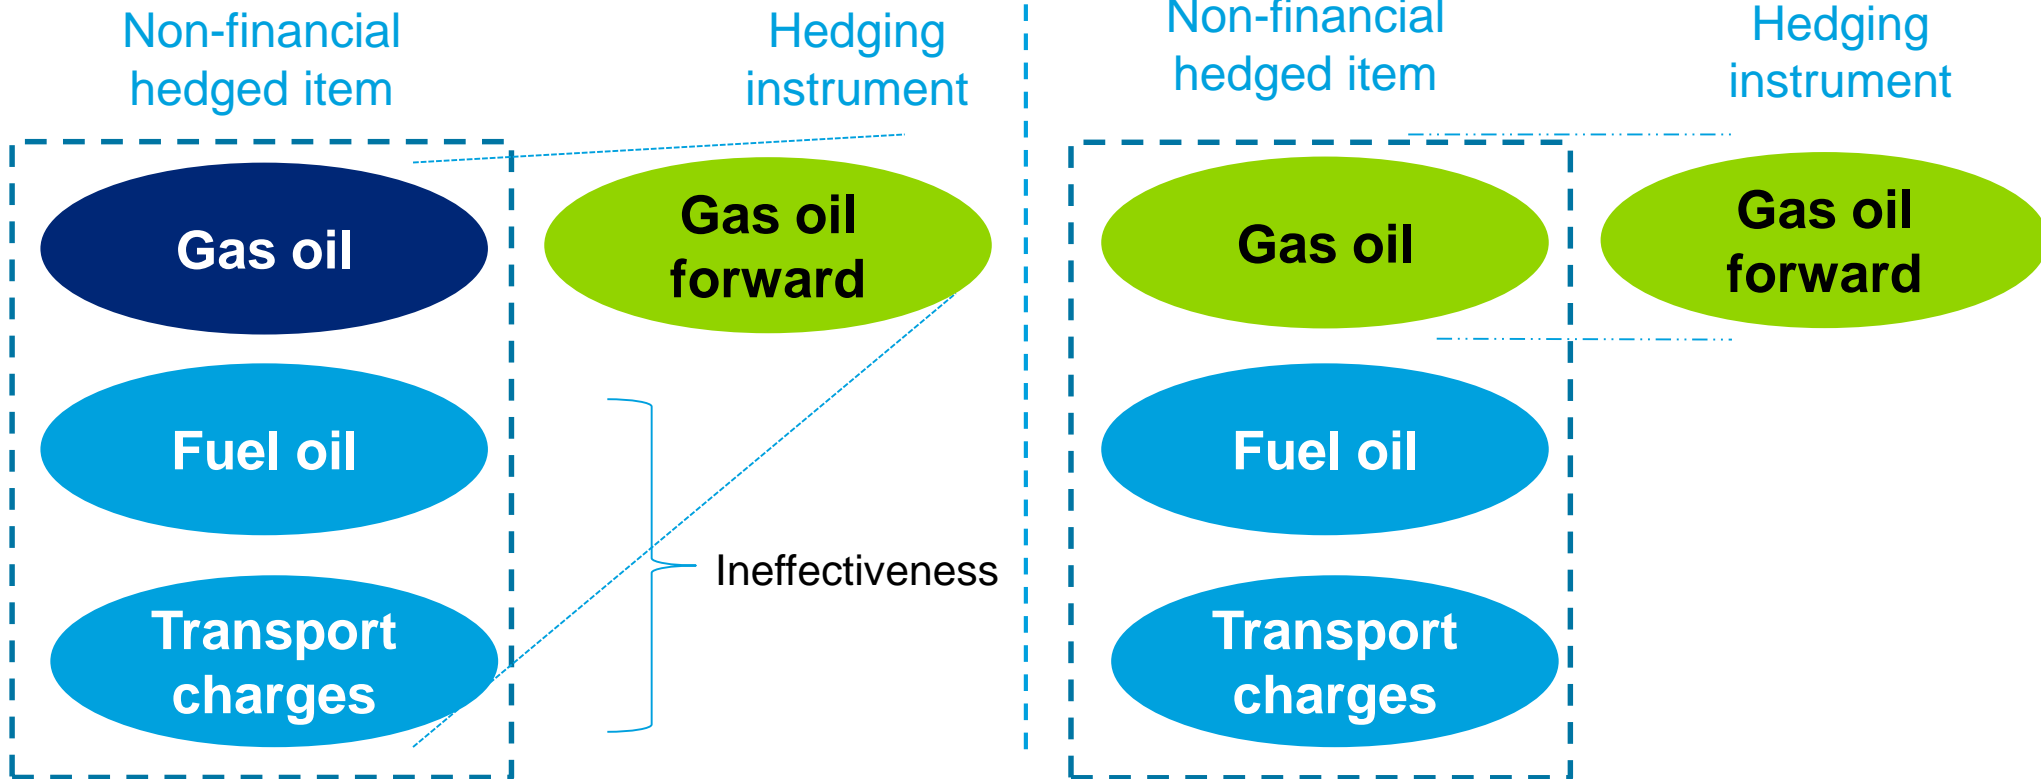 Non-financial
hedged item
Hedging
instrument
Gas oil
Gas oil
forward
Fuel oil
Ineffectiveness
Transport
charges
Non-financial
hedged item
Hedging
instrument
Gas oil
Gas oil
forward
Fuel oil
Transport
charges